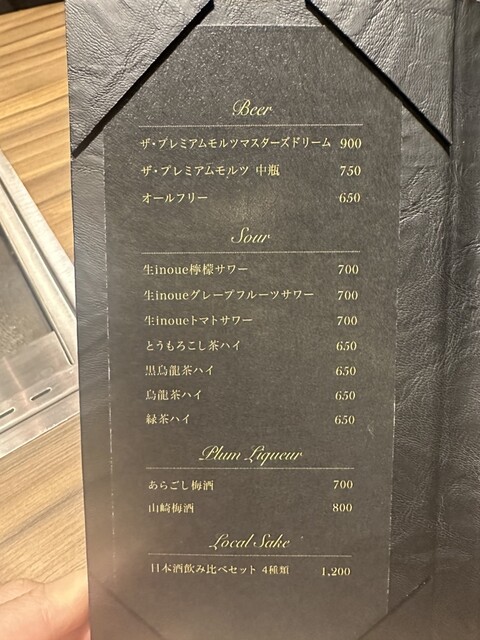 Beer
ザ・プレミアムモルツマスターズドリーム 900
ザ・プレミアムモルツ 中瓶 750
オールフリー 650
Sour
生inoue檸檬サワー 700
生inoueグレープフルーツサワー 700
生inoueトマトサワー 700
とうもろこし茶ハイ 650
黒烏龍茶ハイ 650
烏龍茶ハイ 650
緑茶ハイ 650
Plum Liqueur
あらごし梅酒 700
山崎梅酒 800
Local Sake
日本酒飲み比べセット 4種類 1,200